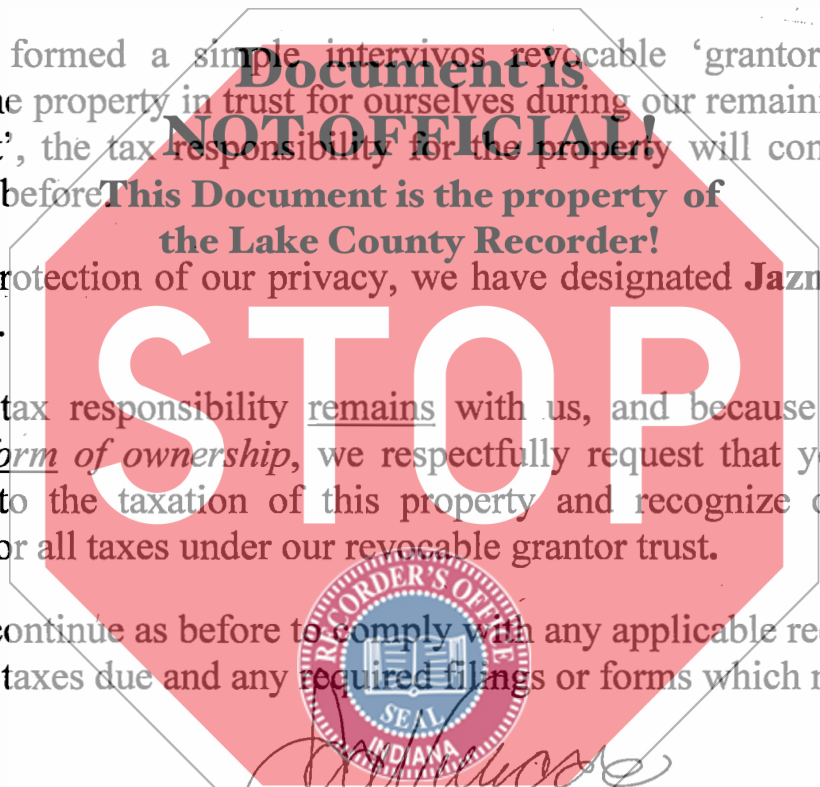 formed a simple intervivos revocable ‘grantor
Document is
e property in trust for ourselves during our remaini
NOT OFFICIAL!
’, the tax responsibility for the property will con
before
This Document is the property of
the Lake County Recorder!
rotection of our privacy, we have designated Jazm
.
STOP
tax responsibility remains with us, and because
orm of ownership, we respectfully request that y
to the taxation of this property and recognize
or all taxes under our revocable grantor trust.
RECORDER'S OFFICE
continue as before to comply with any applicable re
taxes due and any required filings or forms which
SEAL
INDIANA